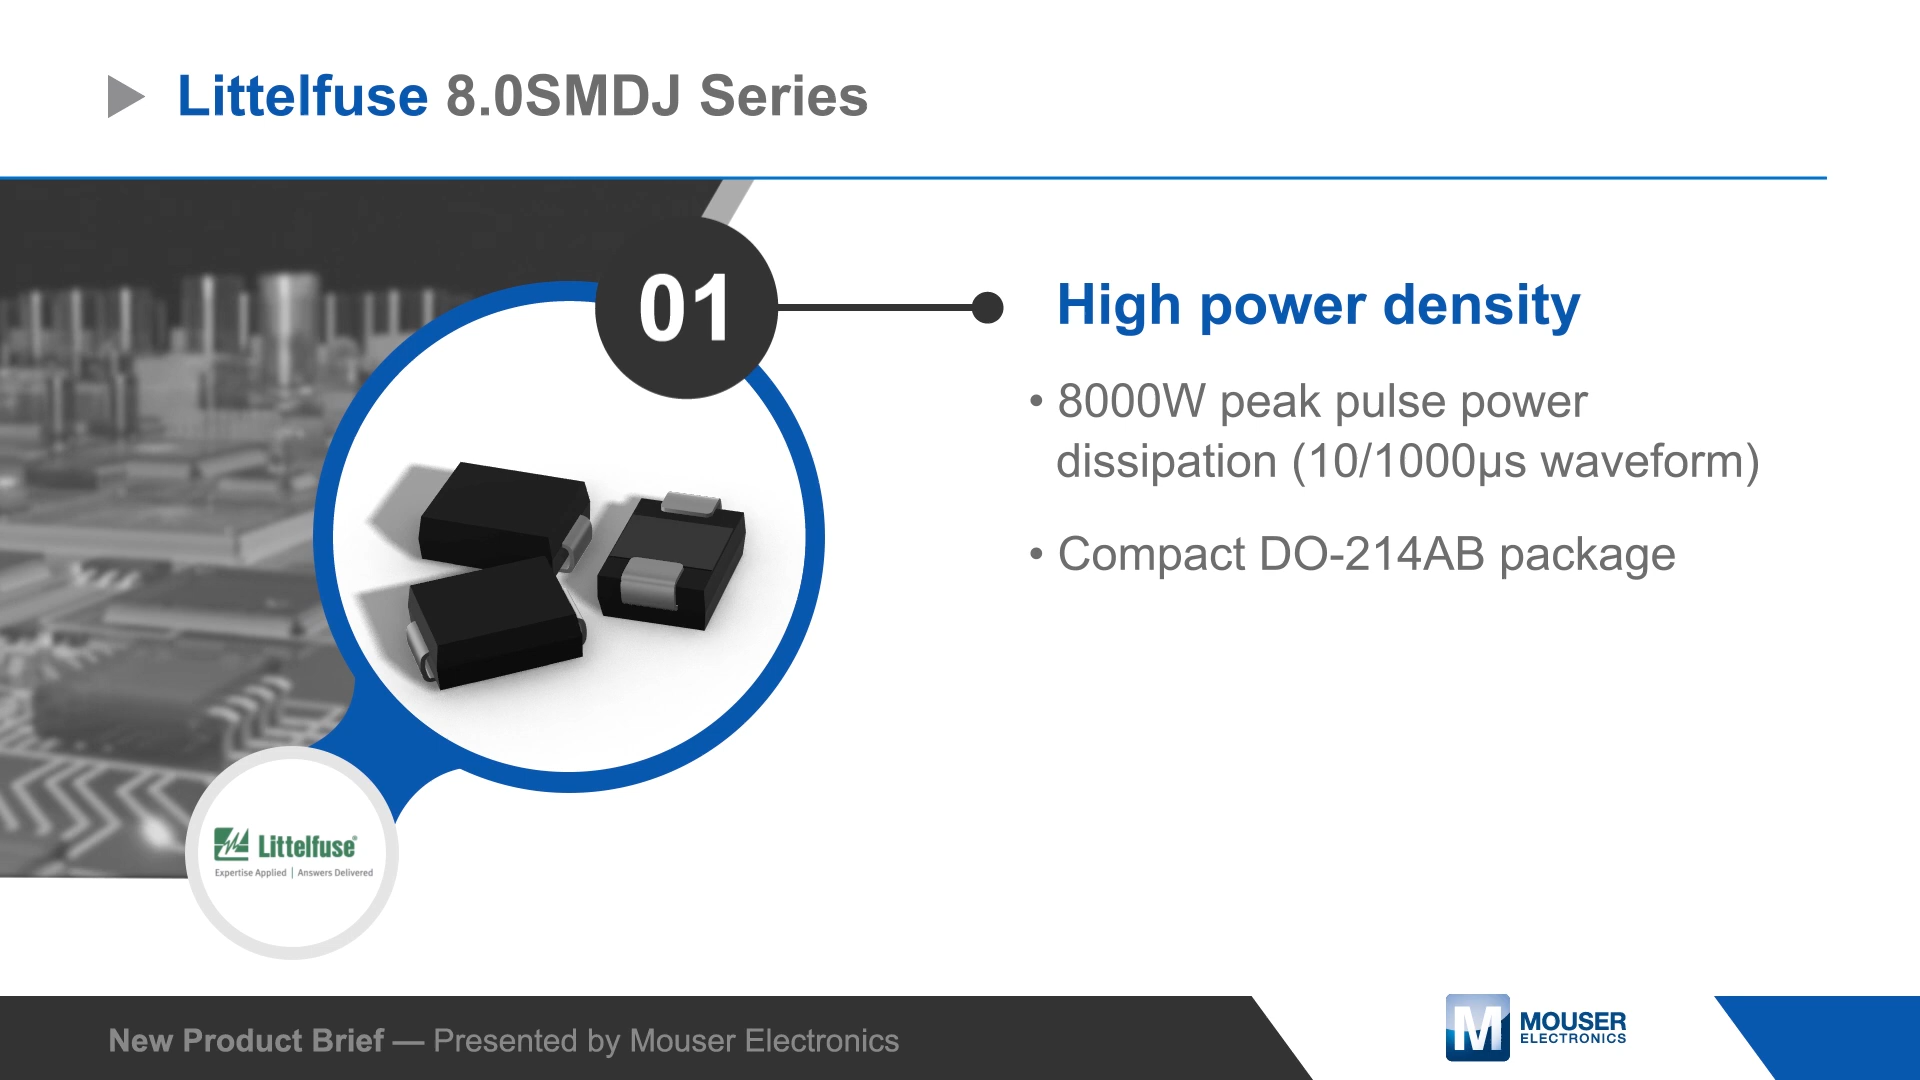 Littelfuse 8.0SMDJ Series
01
High power density
• 8000W peak pulse power
dissipation (10/1000µs waveform)
• Compact DO-214AB package
Littelfuse®
Expertise Applied | Answers Delivered
New Product Brief — Presented by Mouser Electronics
M
MOUSER
ELECTRONICS